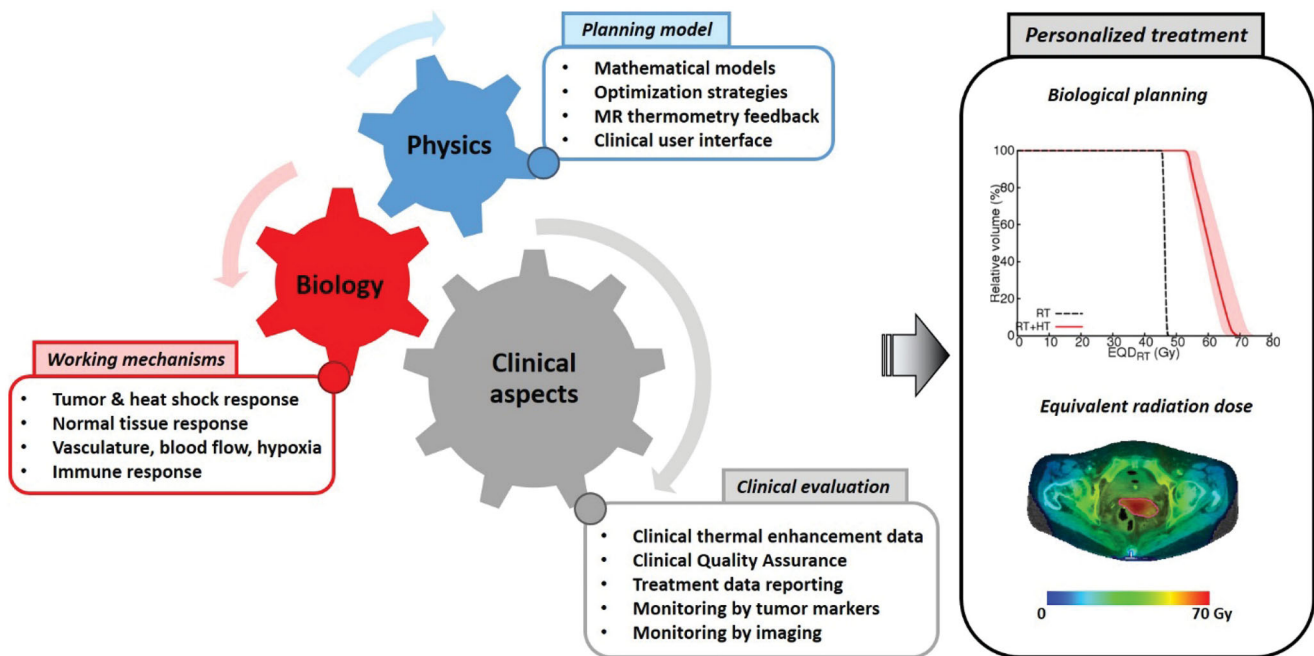 Planning model
• Mathematical models
• Optimization strategies
• MR thermometry feedback
• Clinical user interface
Physics
Biology
Working mechanisms
• Tumor & heat shock response
• Normal tissue response
• Vasculature, blood flow, hypoxia
• Immune response
Clinical
aspects
Clinical evaluation
• Clinical thermal enhancement data
• Clinical Quality Assurance
• Treatment data reporting
• Monitoring by tumor markers
• Monitoring by imaging
Personalized treatment
Biological planning
Relative volume (%)
100
80
60
40
20
0
RT
RT+HT
0 10 20 30 40 50 60 70 80
EQD_RT (Gy)
Equivalent radiation dose
0 70 Gy